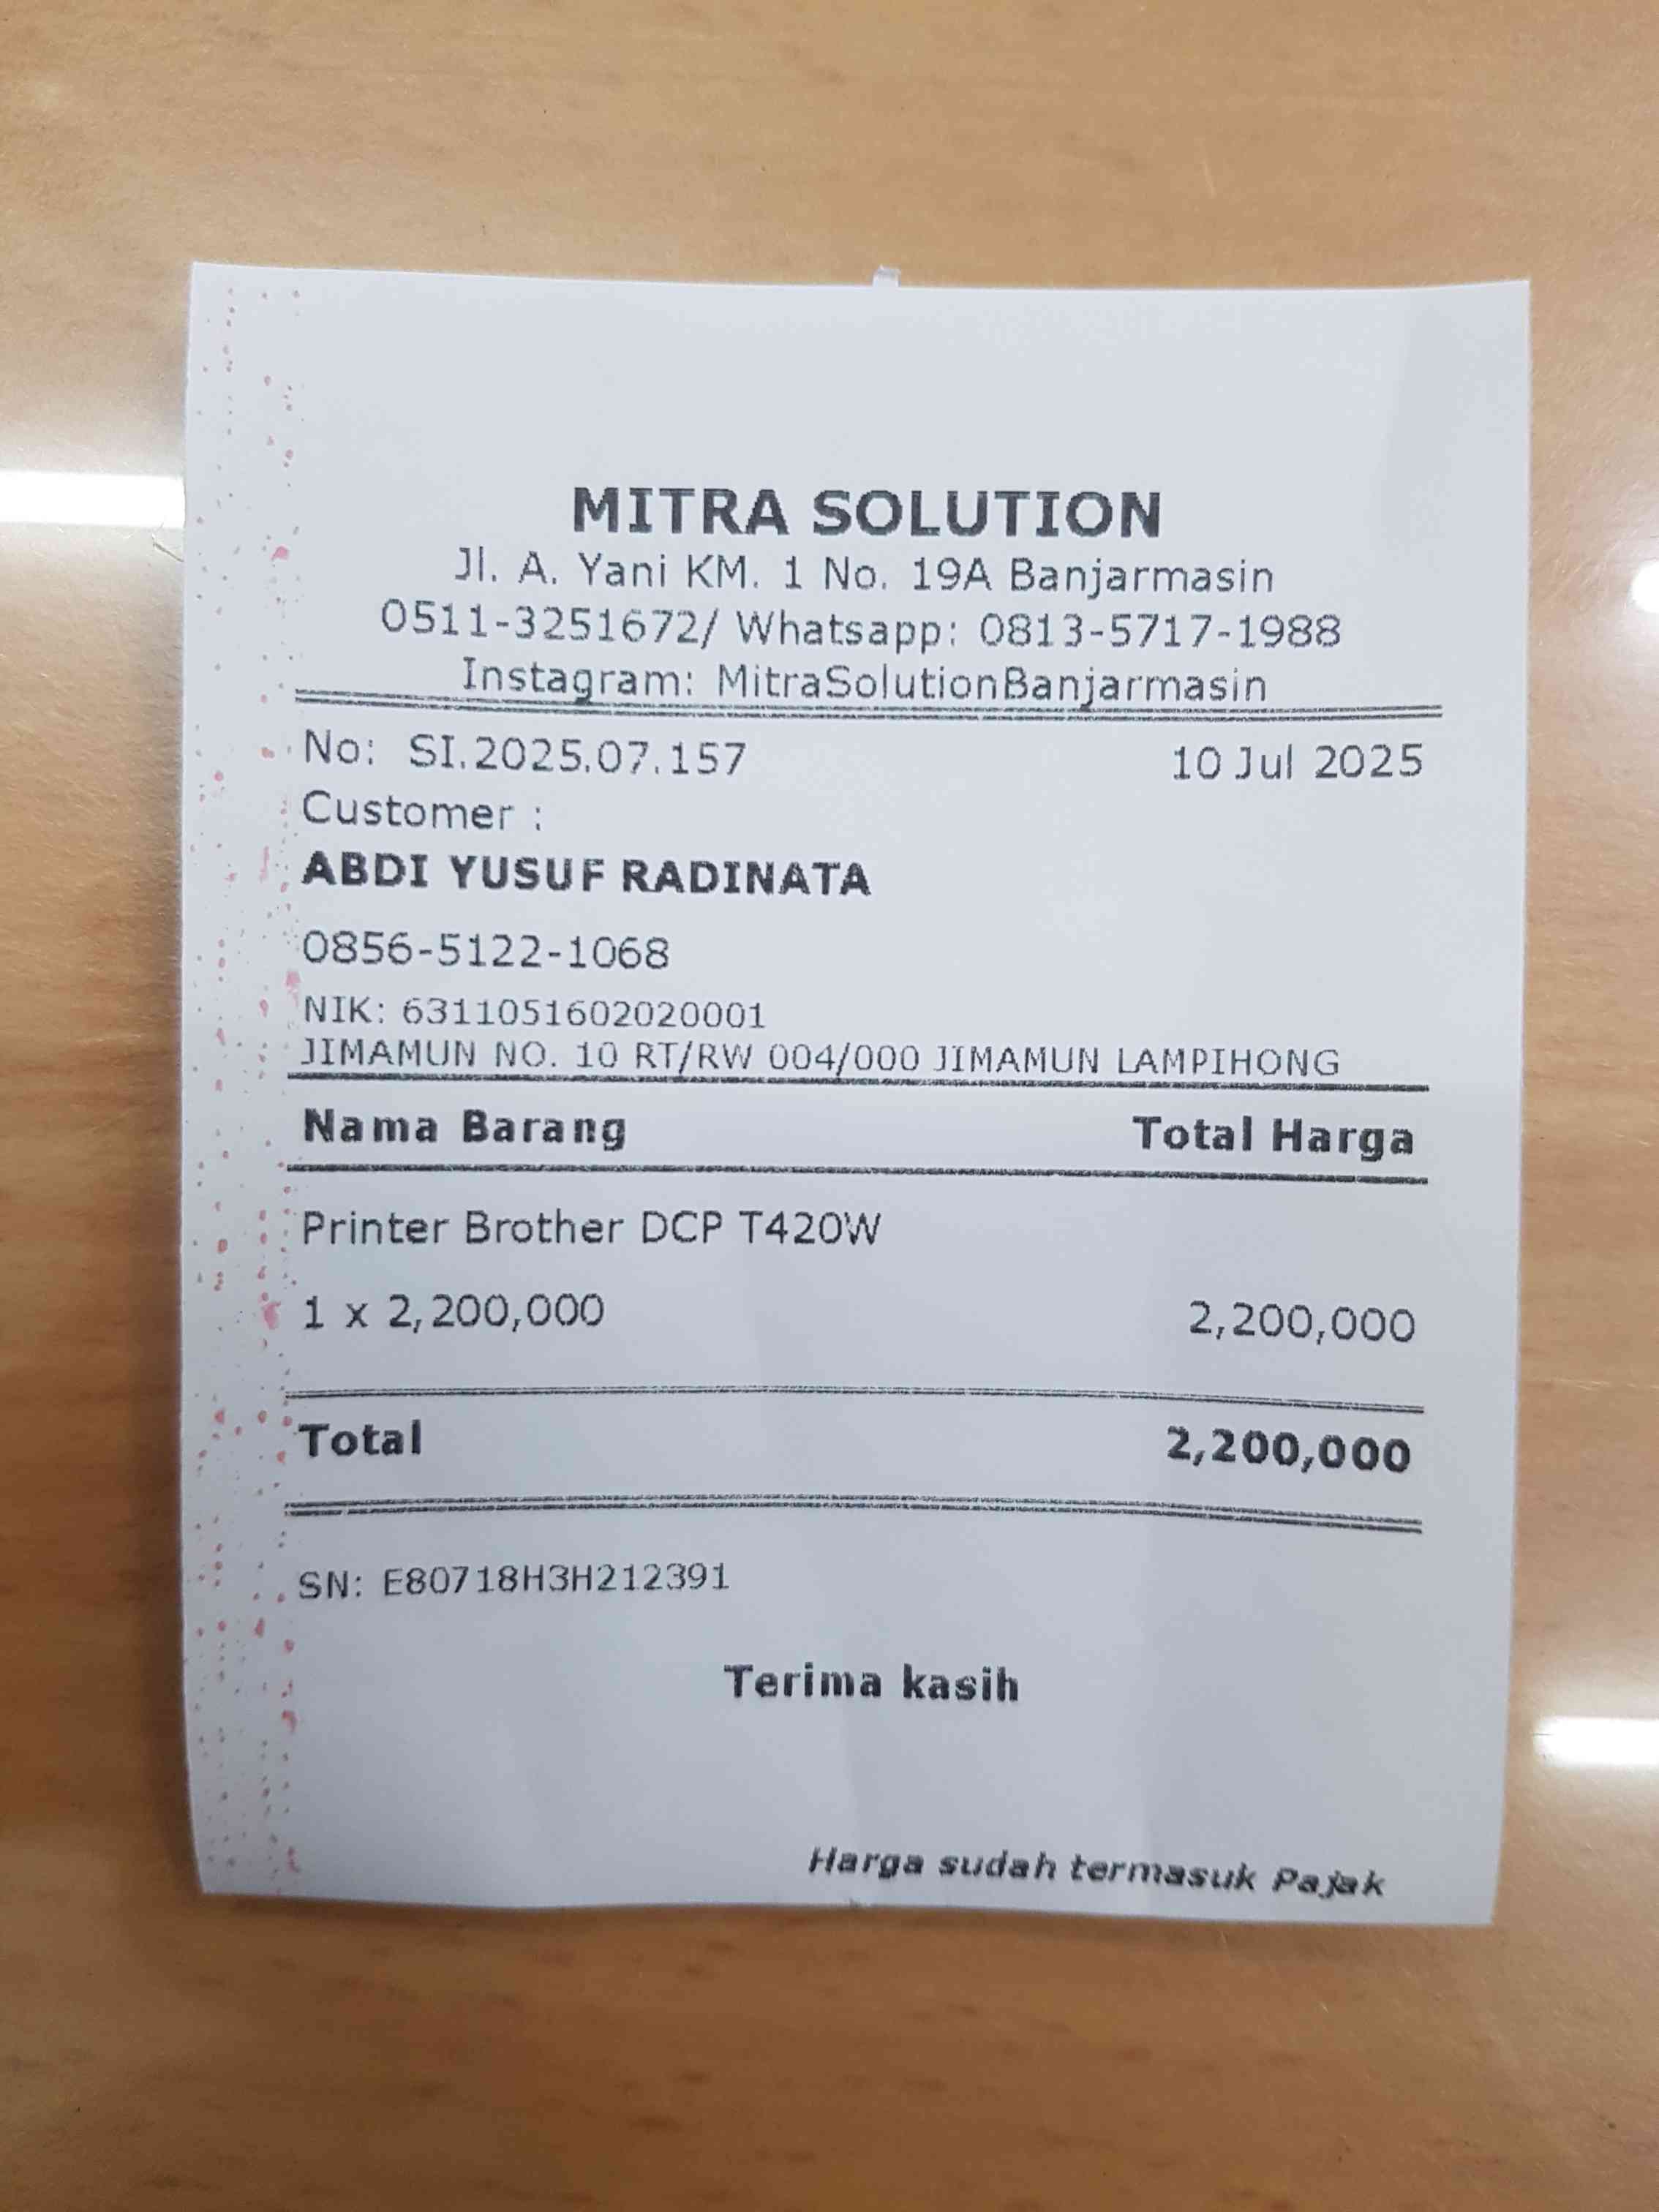 MITRA SOLUTION
Jl. A. Yani KM. 1 No. 19A Banjarmasin
0511-3251672/ Whatsapp: 0813-5717-1988
Instagram: MitraSolutionBanjarmasin
No: SI.2025.07.157 10 Jul 2025
Customer :
ABDI YUSUF RADINATA
0856-5122-1068
NIK: 6311051602020001
JIMAMUN NO. 10 RT/RW 004/000 JIMAMUN LAMPIHONG
Nama Barang Total Harga
Printer Brother DCP T420W
1 x 2,200,000 2,200,000
Total 2,200,000
SN: E80718H3H212391
Terima kasih
Harga sudah termasuk Pajak